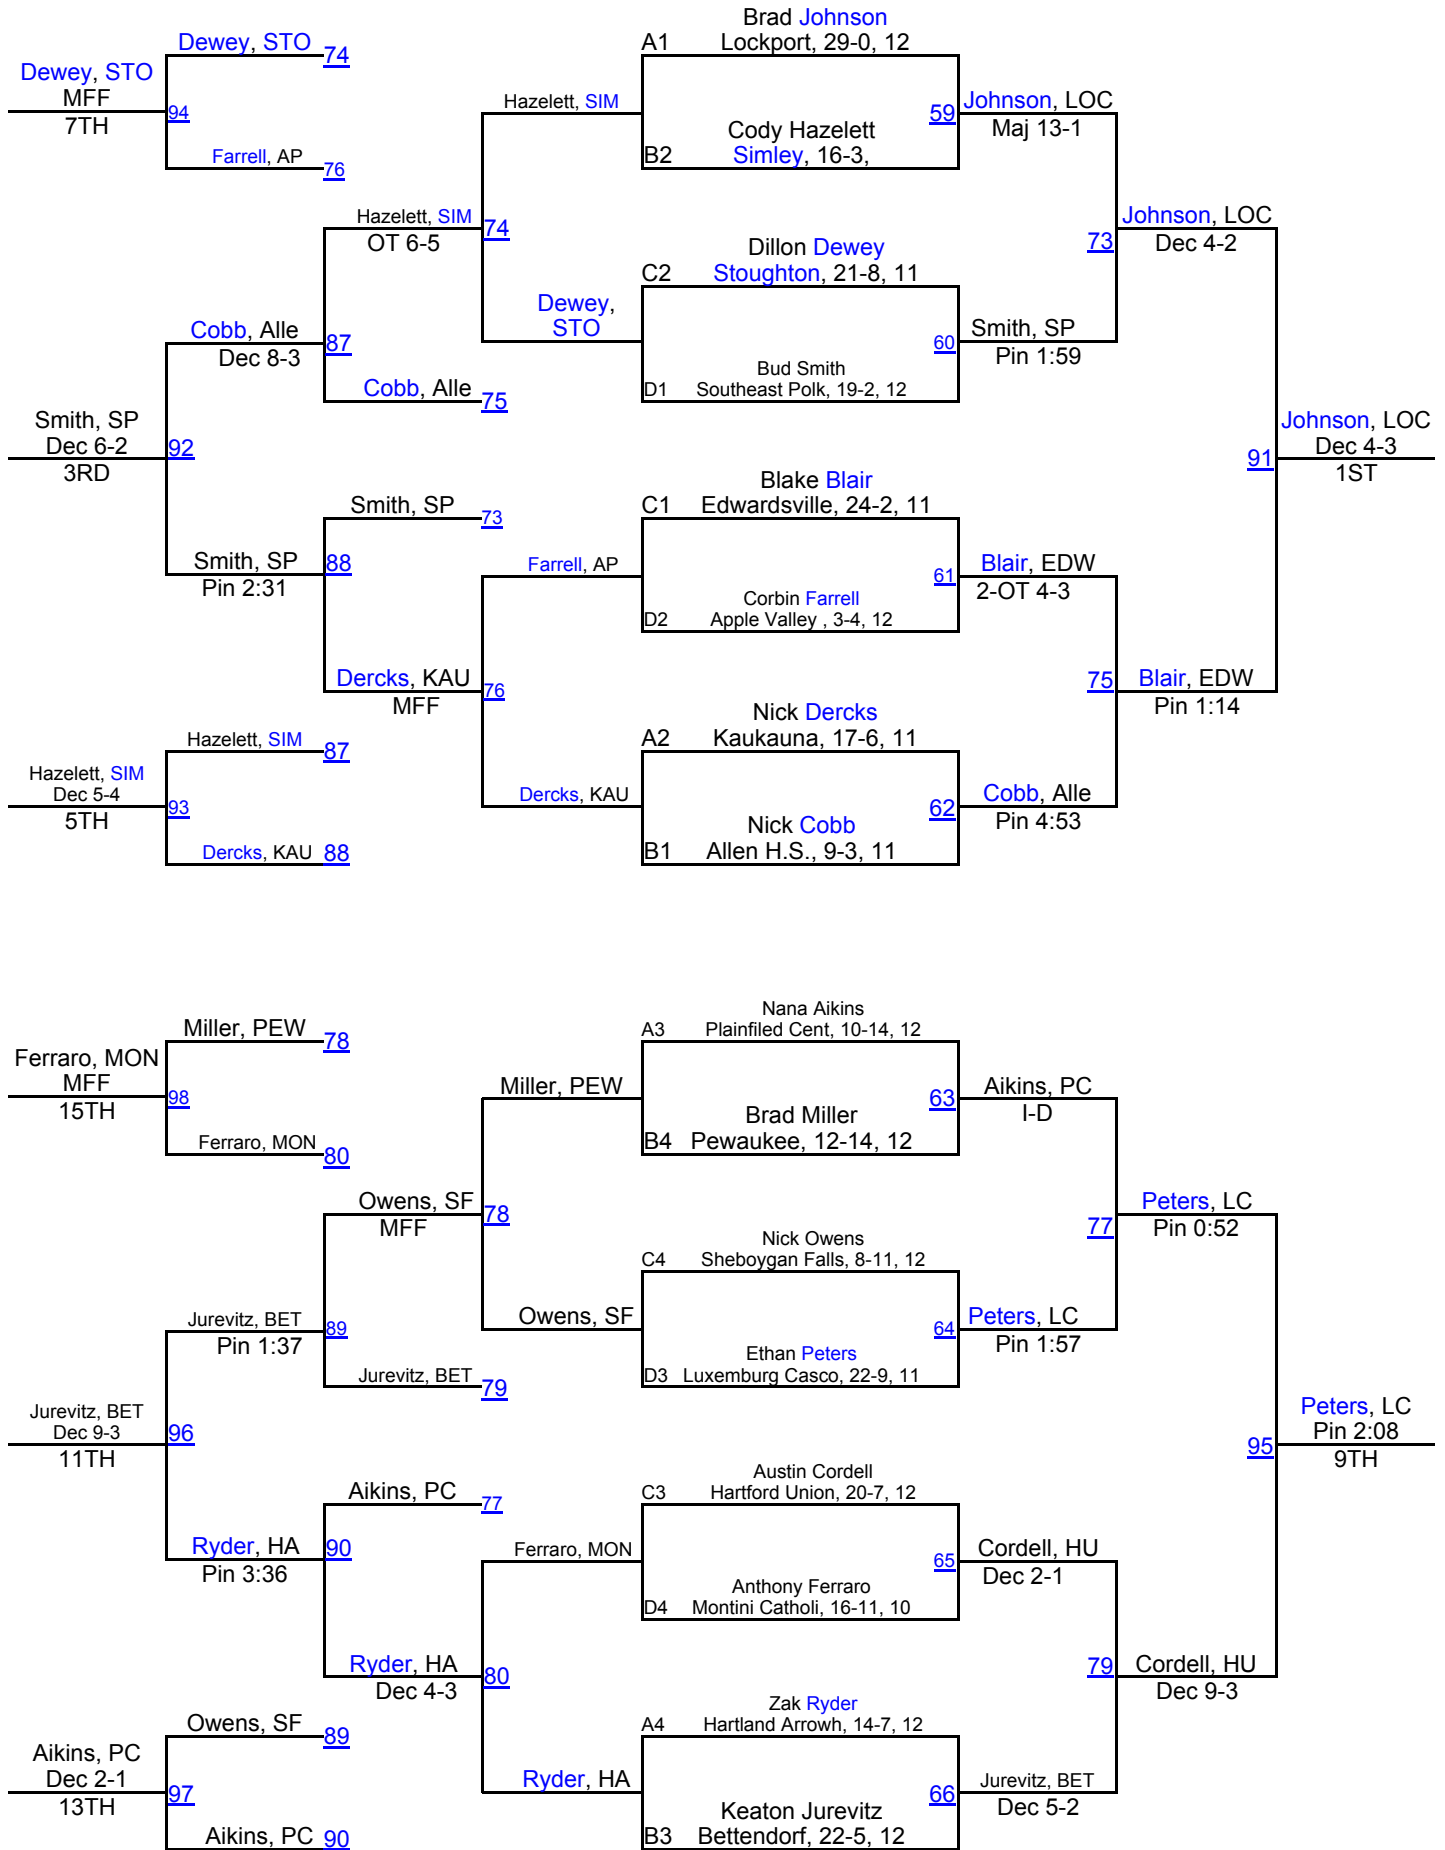 Brad Johnson
A1 Lockport, 29-0, 12
Dewey, STO 74
Dewey, STO
MFF
7TH
94
Farrell, AP 76
Hazelett, SIM
59
Johnson, LOC
Maj 13-1
Cody Hazelett
B2 Simley, 16-3,
Hazelett, SIM
OT 6-5
74
Johnson, LOC
Dec 4-2
73
Dillon Dewey
C2 Stoughton, 21-8, 11
Dewey,
STO
60
Smith, SP
Pin 1:59
Bud Smith
D1 Southeast Polk, 19-2, 12
Cobb, Alle
Dec 8-3
87
Cobb, Alle 75
Smith, SP
Dec 6-2
3RD
92
Johnson, LOC
Dec 4-3
1ST
91
Blake Blair
C1 Edwardsville, 24-2, 11
Smith, SP 73
Smith, SP
Pin 2:31
88
Farrell, AP
61
Blair, EDW
2-OT 4-3
Corbin Farrell
D2 Apple Valley , 3-4, 12
Dercks, KAU
MFF
76
75
Blair, EDW
Pin 1:14
Nick Dercks
A2 Kaukauna, 17-6, 11
Hazelett, SIM 87
Hazelett, SIM
Dec 5-4
5TH
93
Dercks, KAU
62
Cobb, Alle
Pin 4:53
Nick Cobb
B1 Allen H.S., 9-3, 11
Dercks, KAU 88
Nana Aikins
A3 Plainfiled Cent, 10-14, 12
Miller, PEW 78
Ferraro, MON
MFF
15TH
98
Ferraro, MON 80
Miller, PEW
63
Aikins, PC
I-D
Brad Miller
B4 Pewaukee, 12-14, 12
Owens, SF
MFF
78
77
Peters, LC
Pin 0:52
Nick Owens
C4 Sheboygan Falls, 8-11, 12
Owens, SF
64
Peters, LC
Pin 1:57
Ethan Peters
D3 Luxemburg Casco, 22-9, 11
Jurevitz, BET
Pin 1:37
89
Jurevitz, BET 79
Jurevitz, BET
Dec 9-3
11TH
96
95
Peters, LC
Pin 2:08
9TH
Austin Cordell
C3 Hartford Union, 20-7, 12
Aikins, PC 77
Ryder, HA
Pin 3:36
90
Ferraro, MON
65
Cordell, HU
Dec 2-1
Anthony Ferraro
D4 Montini Catholi, 16-11, 10
Ryder, HA
Dec 4-3
80
79
Cordell, HU
Dec 9-3
Zak Ryder
A4 Hartland Arrowh, 14-7, 12
Owens, SF 89
Aikins, PC
Dec 2-1
13TH
97
Ryder, HA
66
Jurevitz, BET
Dec 5-2
Keaton Jurevitz
B3 Bettendorf, 22-5, 12
Aikins, PC 90